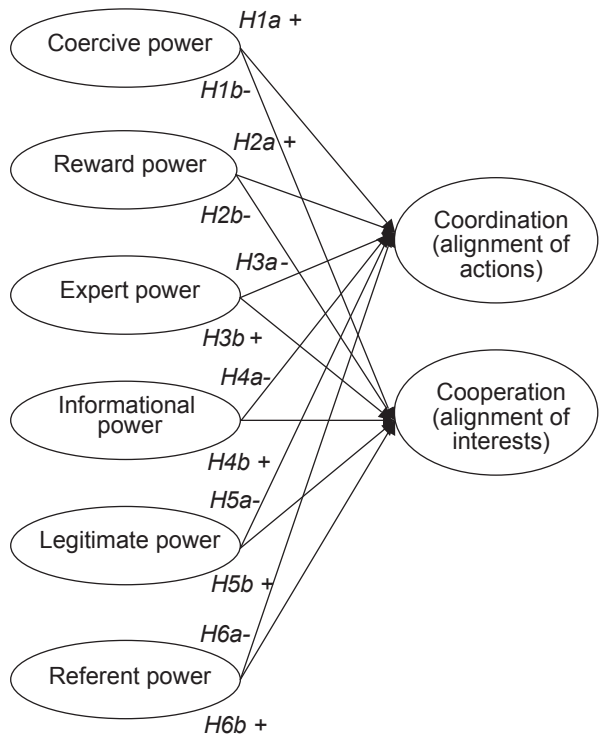 H1a +
Coercive power
H1b-
H2a +
Reward power
H2b-
Coordination
(alignment of
actions)
H3a-
Expert power
H3b +
H4a-
Cooperation
(alignment of
interests)
Informational
power
H4b +
H5a-
Legitimate power
H5b +
H6a-
Referent power
H6b +